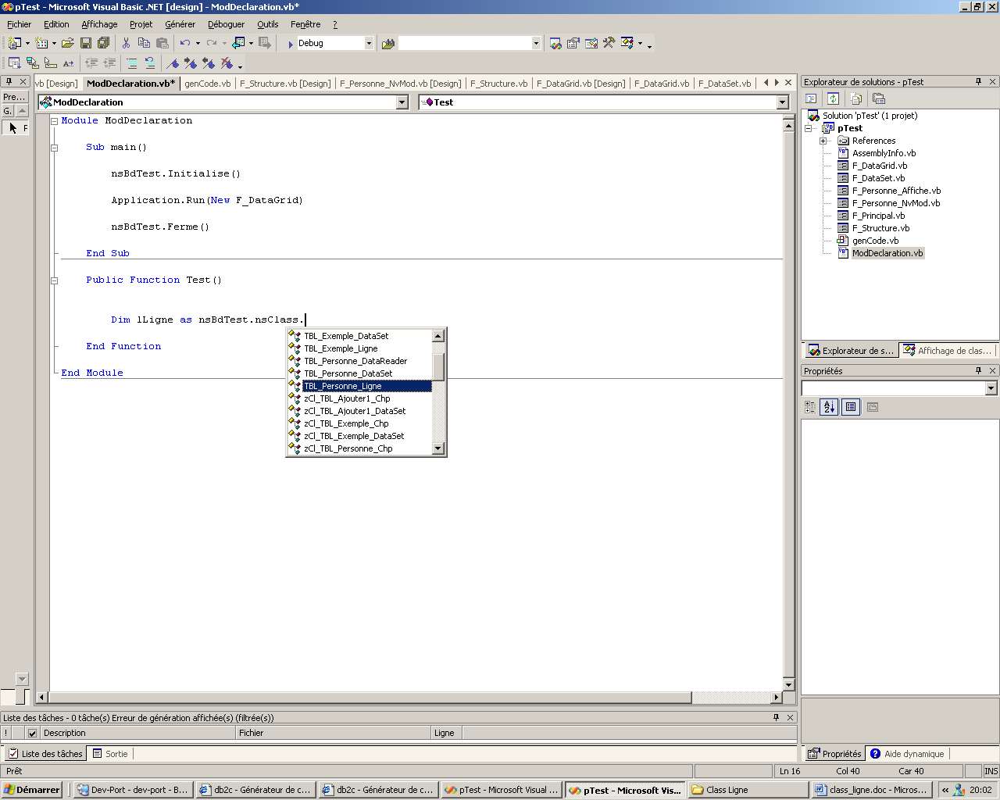 pTest - Microsoft Visual Basic .NET [design] - ModDeclaration.vb*
Fichier Edition Affichage Projet Générer Déboguer Outils Fenêtre ?
Debug
vb [Design] ModDeclaration.vb* genCode.vb F_Structure.vb [Design] F_Personne_NvMod.vb [Design] F_Structure.vb F_DataGrid.vb [Design] F_DataGrid.vb F_DataSet.vb
Pre...
G.
F
ModDeclaration
Test
Module ModDeclaration
Sub main()
nsBdTest.Initialise()
Application.Run(New F_DataGrid)
nsBdTest.Ferme()
End Sub
Public Function Test()
Dim lLigne as nsBdTest.nsClass.
End Function
End Module
TBL_Exemple_DataSet
TBL_Exemple_Ligne
TBL_Personne_DataReader
TBL_Personne_DataSet
TBL_Personne_Ligne
zCl_TBL_Ajouter1_Chp
zCl_TBL_Ajouter1_DataSet
zCl_TBL_Exemple_Chp
zCl_TBL_Exemple_DataSet
zCl_TBL_Personne_Chp
Explorateur de solutions - pTest
Solution 'pTest' (1 projet)
pTest
References
AssemblyInfo.vb
F_DataGrid.vb
F_DataSet.vb
F_Personne_Affiche.vb
F_Personne_NvMod.vb
F_Principal.vb
F_Structure.vb
genCode.vb
ModDeclaration.vb
Explorateur de s... Affichage de clas...
Propriétés
Liste des tâches - 0 tâche(s) Erreur de génération affichée(s) (filtrée(s))
! Description Fichier Ligne
Liste des tâches Sortie
Propriétés Aide dynamique
Prêt Ln 16 Col 40 Car 40 INS
Démarrer Dev-Port - dev-port - B... db2c - Générateur de c... db2c - Générateur de c... pTest - Microsoft Visual ... pTest - Microsoft Vis... Class Ligne class_ligne.doc - Micros... « 20:02